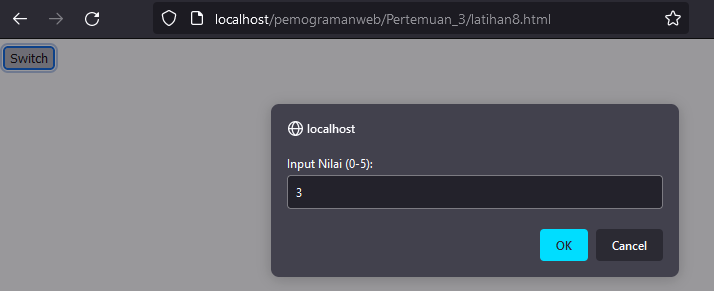 localhost/pemogramanweb/Pertemuan_3/latihan8.html
Switch
localhost
Input Nilai (0-5):
3
OK Cancel